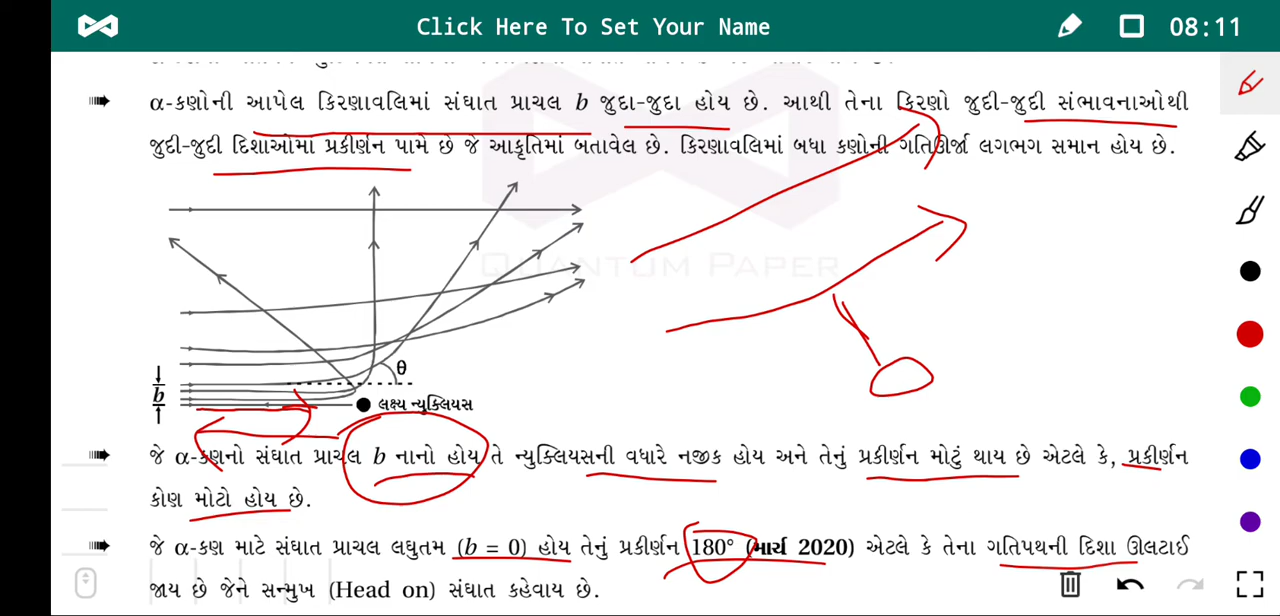 Click Here To Set Your Name
08:11
α-કણોની આપેલ કિરણાવલિમાં સંઘાત પ્રાચલ b જુદા-જુદા હોય છે. આથી તેના કિરણો જુદી-જુદી સંભાવનાઓથી
જુદી-જુદી દિશાઓમાં પ્રકીર્ણન પામે છે જે આકૃતિમાં બતાવેલ છે. કિરણાવલિમાં બધા કણોની ગતિઊર્જા લગભગ સમાન હોય છે.
QUANTUM PAPER
θ
b
લક્ષ્ય ન્યુક્લિયસ
જે α-કણનો સંઘાત પ્રાચલ b નાનો હોય તે ન્યુક્લિયસની વધારે નજીક હોય અને તેનું પ્રકીર્ણન મોટું થાય છે એટલે કે, પ્રકીર્ણન
કોણ મોટો હોય છે.
જે α-કણ માટે સંઘાત પ્રાચલ લઘુતમ (b = 0) હોય તેનું પ્રકીર્ણન 180° (માર્ચ 2020) એટલે કે તેના ગતિપથની દિશા ઊલટાઈ
જાય છે જેને સન્મુખ (Head on) સંઘાત કહેવાય છે.